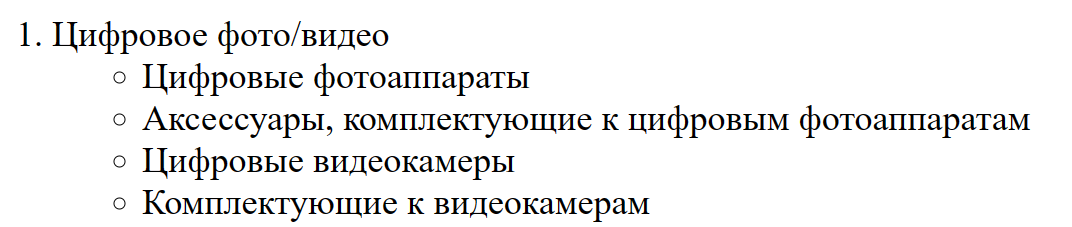 1. Цифровое фото/видео
◦ Цифровые фотоаппараты
◦ Аксессуары, комплектующие к цифровым фотоаппаратам
◦ Цифровые видеокамеры
◦ Комплектующие к видеокамерам